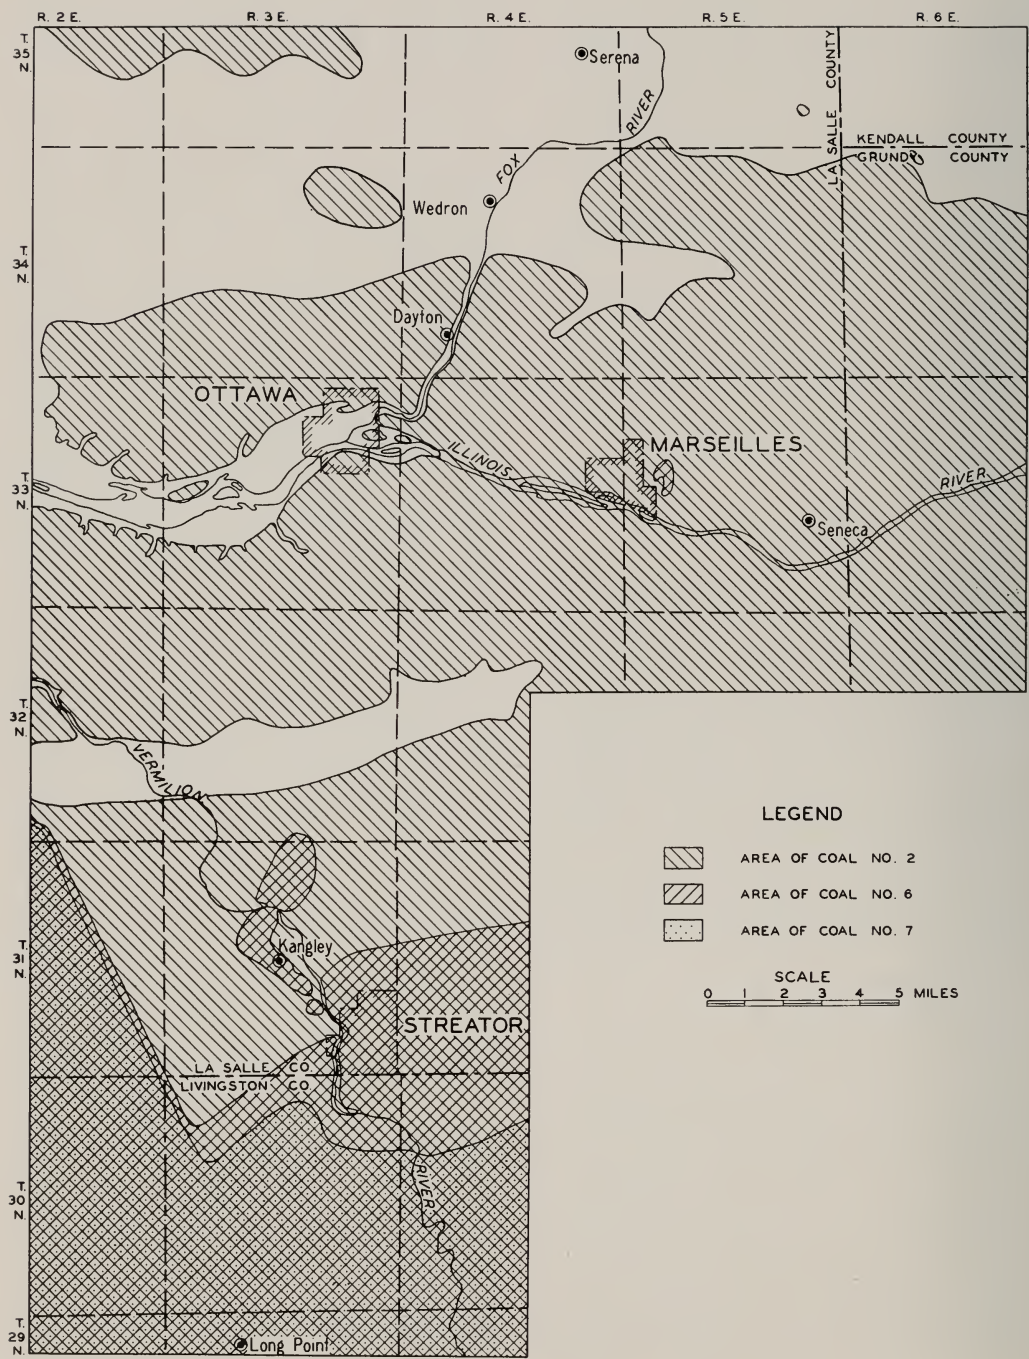 R. 2 E. R. 3 E. R. 4 E. R. 5 E. R. 6 E.
T.
35
N.
Serena
LA SALLE COUNTY
RIVER
KENDALL COUNTY
GRUNDY COUNTY
FOX
Wedron
T.
34
N.
Dayton
OTTAWA
MARSEILLES
ILLINOIS
RIVER
T.
33
N.
Seneca
T.
32
N.
VERMILION
LEGEND
AREA OF COAL NO. 2
AREA OF COAL NO. 6
AREA OF COAL NO. 7
T.
31
N.
Kangley
SCALE
0 1 2 3 4 5 MILES
STREATOR
LA SALLE CO.
LIVINGSTON CO.
RIVER
T.
30
N.
T.
29
N.
Long Point